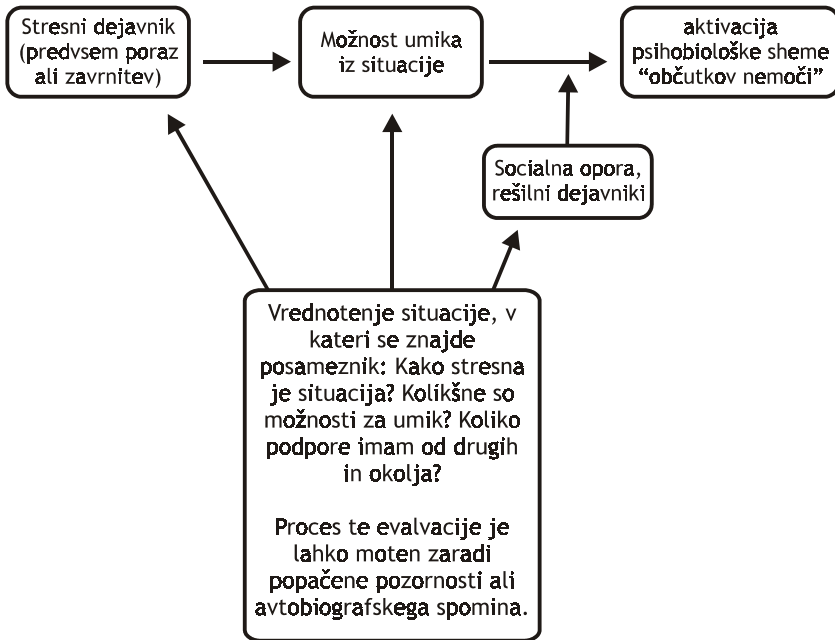 Stresni dejavnik
(predvsem poraz
ali zavrnitev)
Možnost umika
iz situacije
aktivacija
psihobiološke sheme
“občutkov nemoči”
Socialna opora,
rešilni dejavniki
Vrednotenje situacije, v
kateri se znajde
posameznik: Kako stresna
je situacija? Kolikšne so
možnosti za umik? Koliko
podpore imam od drugih
in okolja?
Proces te evalvacije je
lahko moten zaradi
popačene pozornosti ali
avtobiografskega spomina.